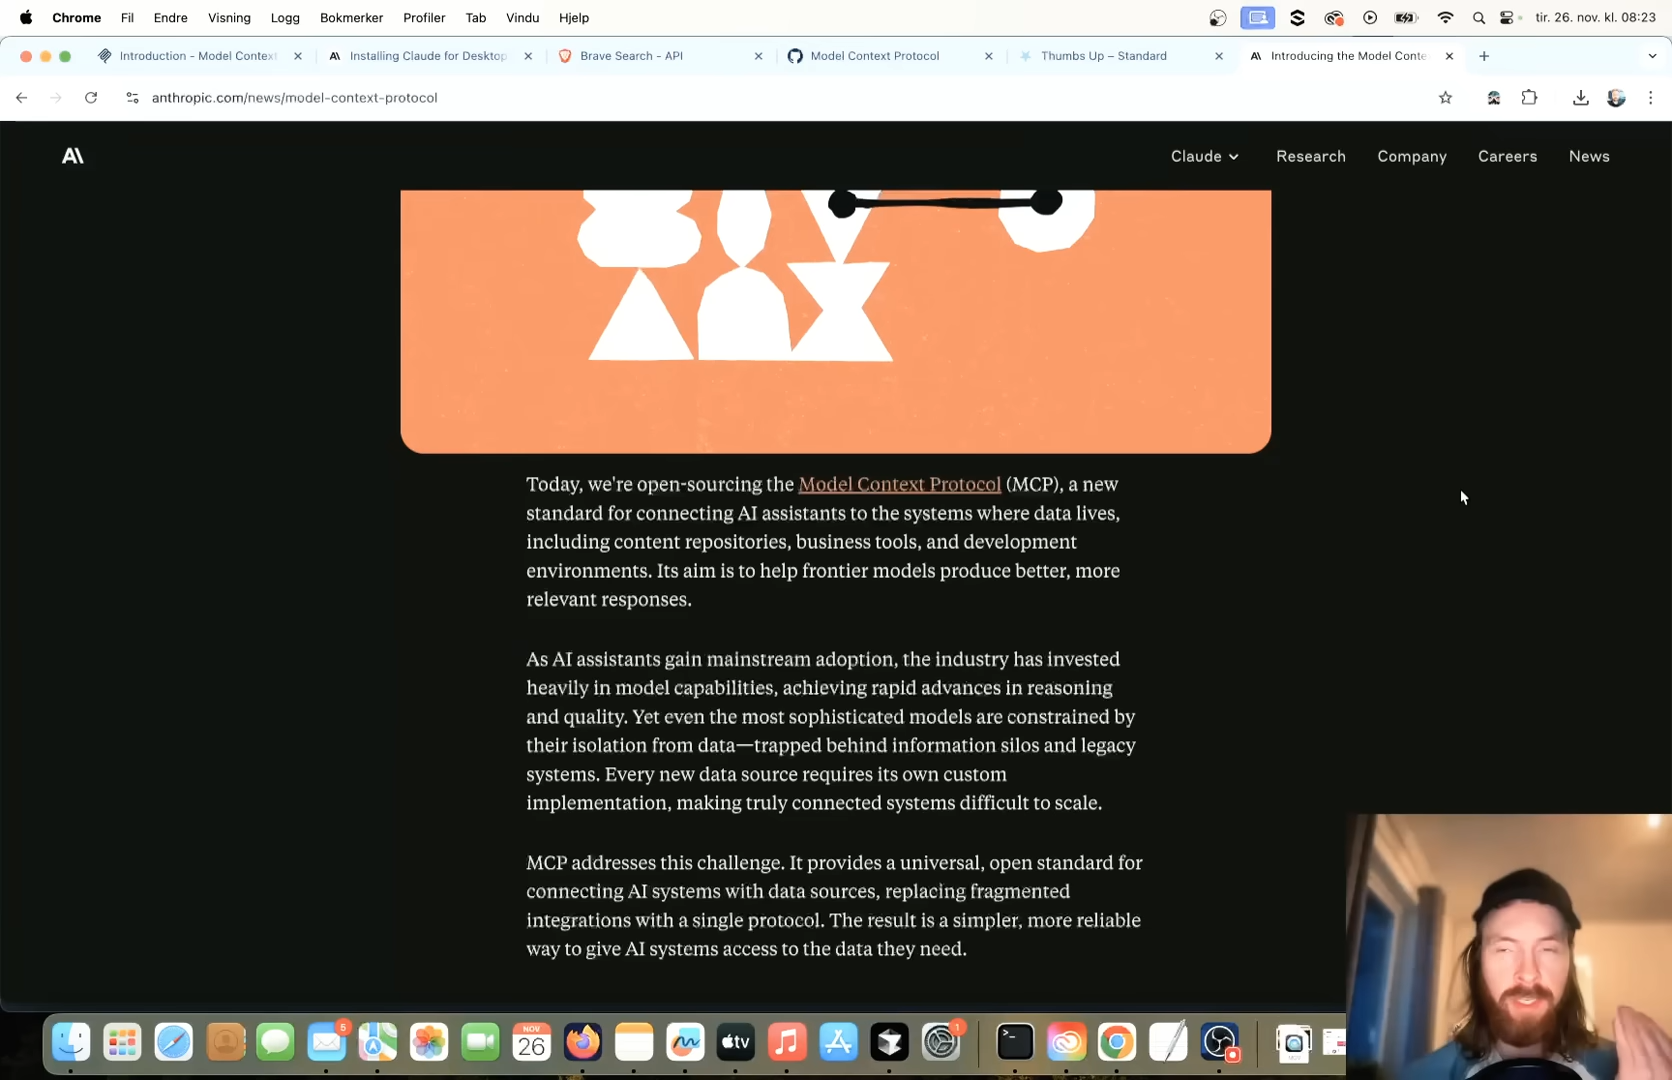 Chrome Fil Endre Visning Logg Bokmerker Profiler Tab Vindu Hjelp tir. 26. nov. kl. 08:23
Introduction - Model Context Installing Claude for Desktop Brave Search - API Model Context Protocol Thumbs Up – Standard Introducing the Model Conte
anthropic.com/news/model-context-protocol
A\ Claude Research Company Careers News
Today, we're open-sourcing the Model Context Protocol (MCP), a new
standard for connecting AI assistants to the systems where data lives,
including content repositories, business tools, and development
environments. Its aim is to help frontier models produce better, more
relevant responses.
As AI assistants gain mainstream adoption, the industry has invested
heavily in model capabilities, achieving rapid advances in reasoning
and quality. Yet even the most sophisticated models are constrained by
their isolation from data—trapped behind information silos and legacy
systems. Every new data source requires its own custom
implementation, making truly connected systems difficult to scale.
MCP addresses this challenge. It provides a universal, open standard for
connecting AI systems with data sources, replacing fragmented
integrations with a single protocol. The result is a simpler, more reliable
way to give AI systems access to the data they need.
5 NOV 26 tv 1